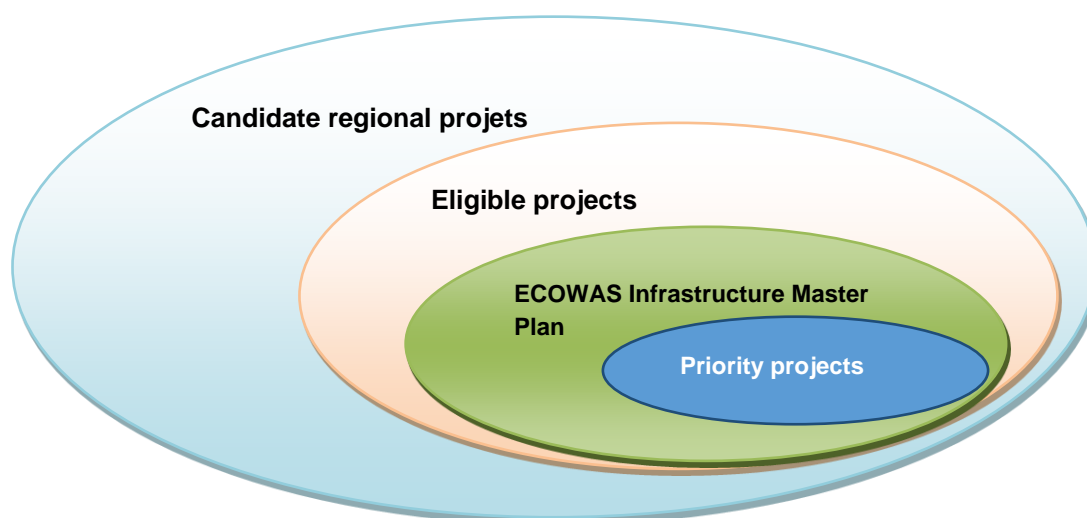 Candidate regional projets
Eligible projects
ECOWAS Infrastructure Master
Plan
Priority projects